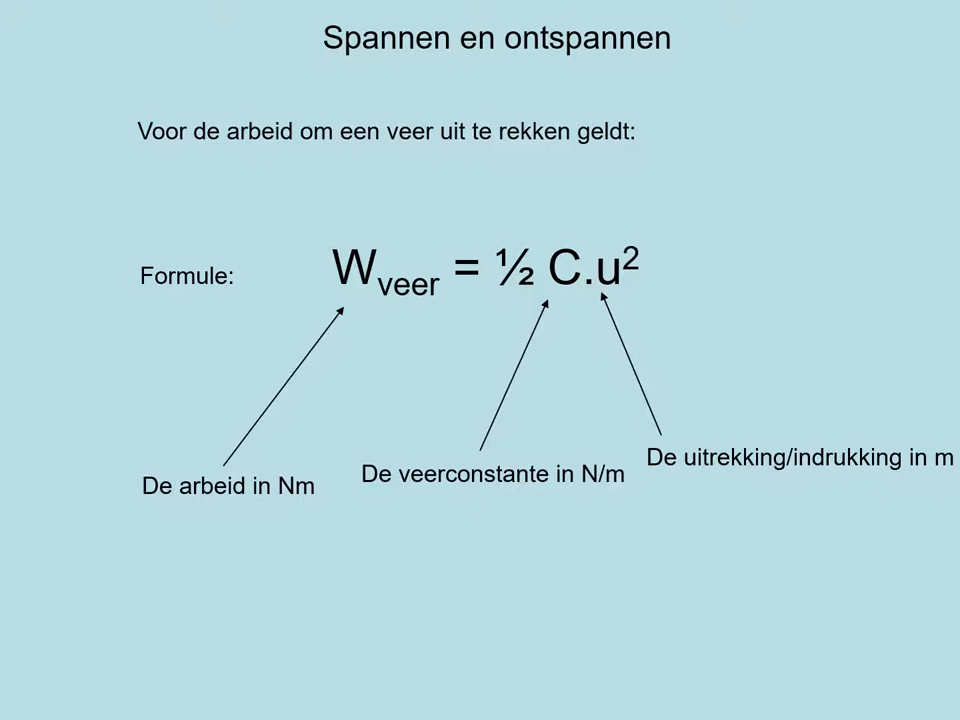 Spannen en ontspannen
Voor de arbeid om een veer uit te rekken geldt:
Formule: Wveer = ½ C.u²
De arbeid in Nm
De veerconstante in N/m
De uitrekking/indrukking in m